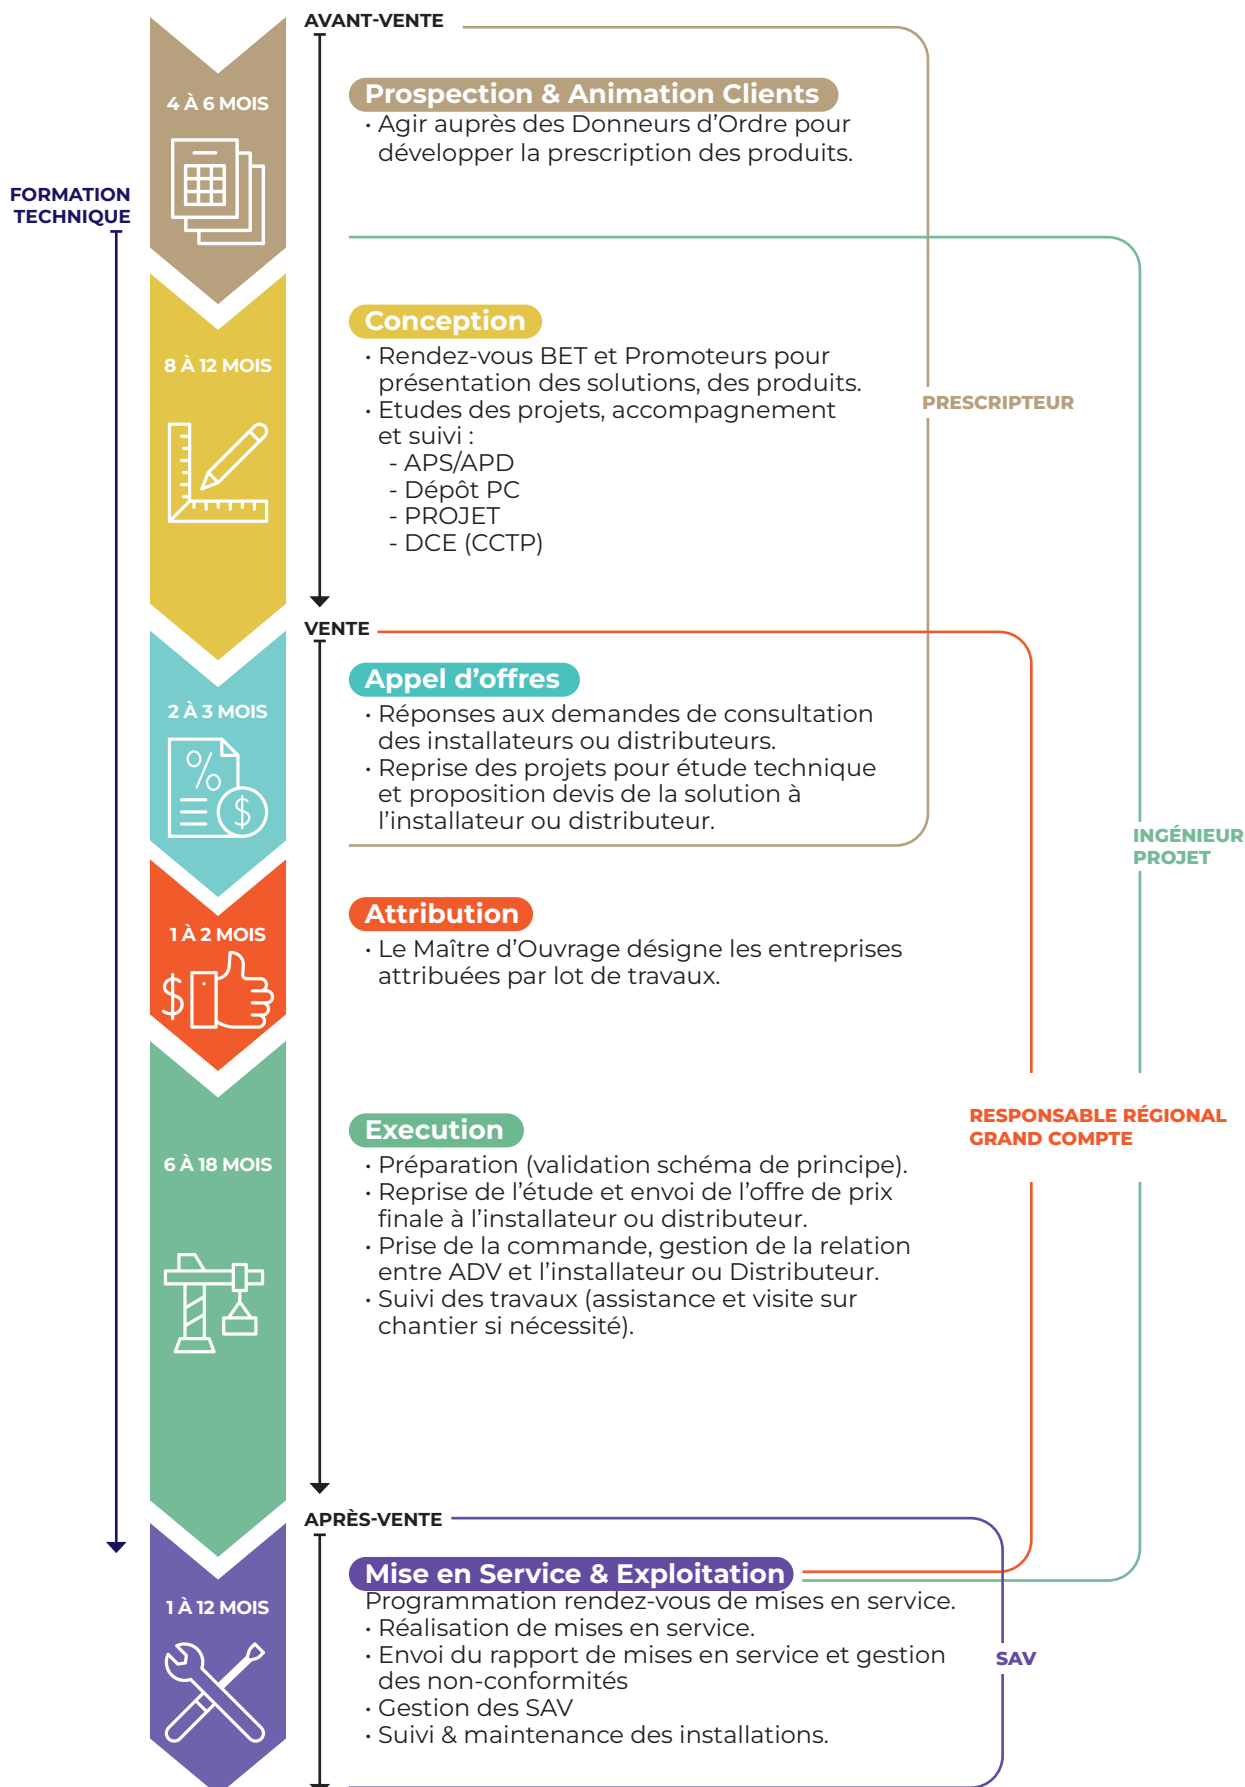 AVANT-VENTE
4 À 6 MOIS
Prospection & Animation Clients
· Agir auprès des Donneurs d’Ordre pour
développer la prescription des produits.
FORMATION
TECHNIQUE
8 À 12 MOIS
Conception
· Rendez-vous BET et Promoteurs pour
présentation des solutions, des produits.
· Etudes des projets, accompagnement
et suivi :
- APS/APD
- Dépôt PC
- PROJET
- DCE (CCTP)
PRESCRIPTEUR
VENTE
2 À 3 MOIS
Appel d’offres
· Réponses aux demandes de consultation
des installateurs ou distributeurs.
· Reprise des projets pour étude technique
et proposition devis de la solution à
l’installateur ou distributeur.
% $
INGÉNIEUR
PROJET
1 À 2 MOIS
$
Attribution
· Le Maître d’Ouvrage désigne les entreprises
attribuées par lot de travaux.
RESPONSABLE RÉGIONAL
GRAND COMPTE
6 À 18 MOIS
Execution
· Préparation (validation schéma de principe).
· Reprise de l’étude et envoi de l’offre de prix
finale à l’installateur ou distributeur.
· Prise de la commande, gestion de la relation
entre ADV et l’installateur ou Distributeur.
· Suivi des travaux (assistance et visite sur
chantier si nécessité).
APRÈS-VENTE
1 À 12 MOIS
Mise en Service & Exploitation
Programmation rendez-vous de mises en service.
· Réalisation de mises en service.
· Envoi du rapport de mises en service et gestion
des non-conformités
· Gestion des SAV
· Suivi & maintenance des installations.
SAV